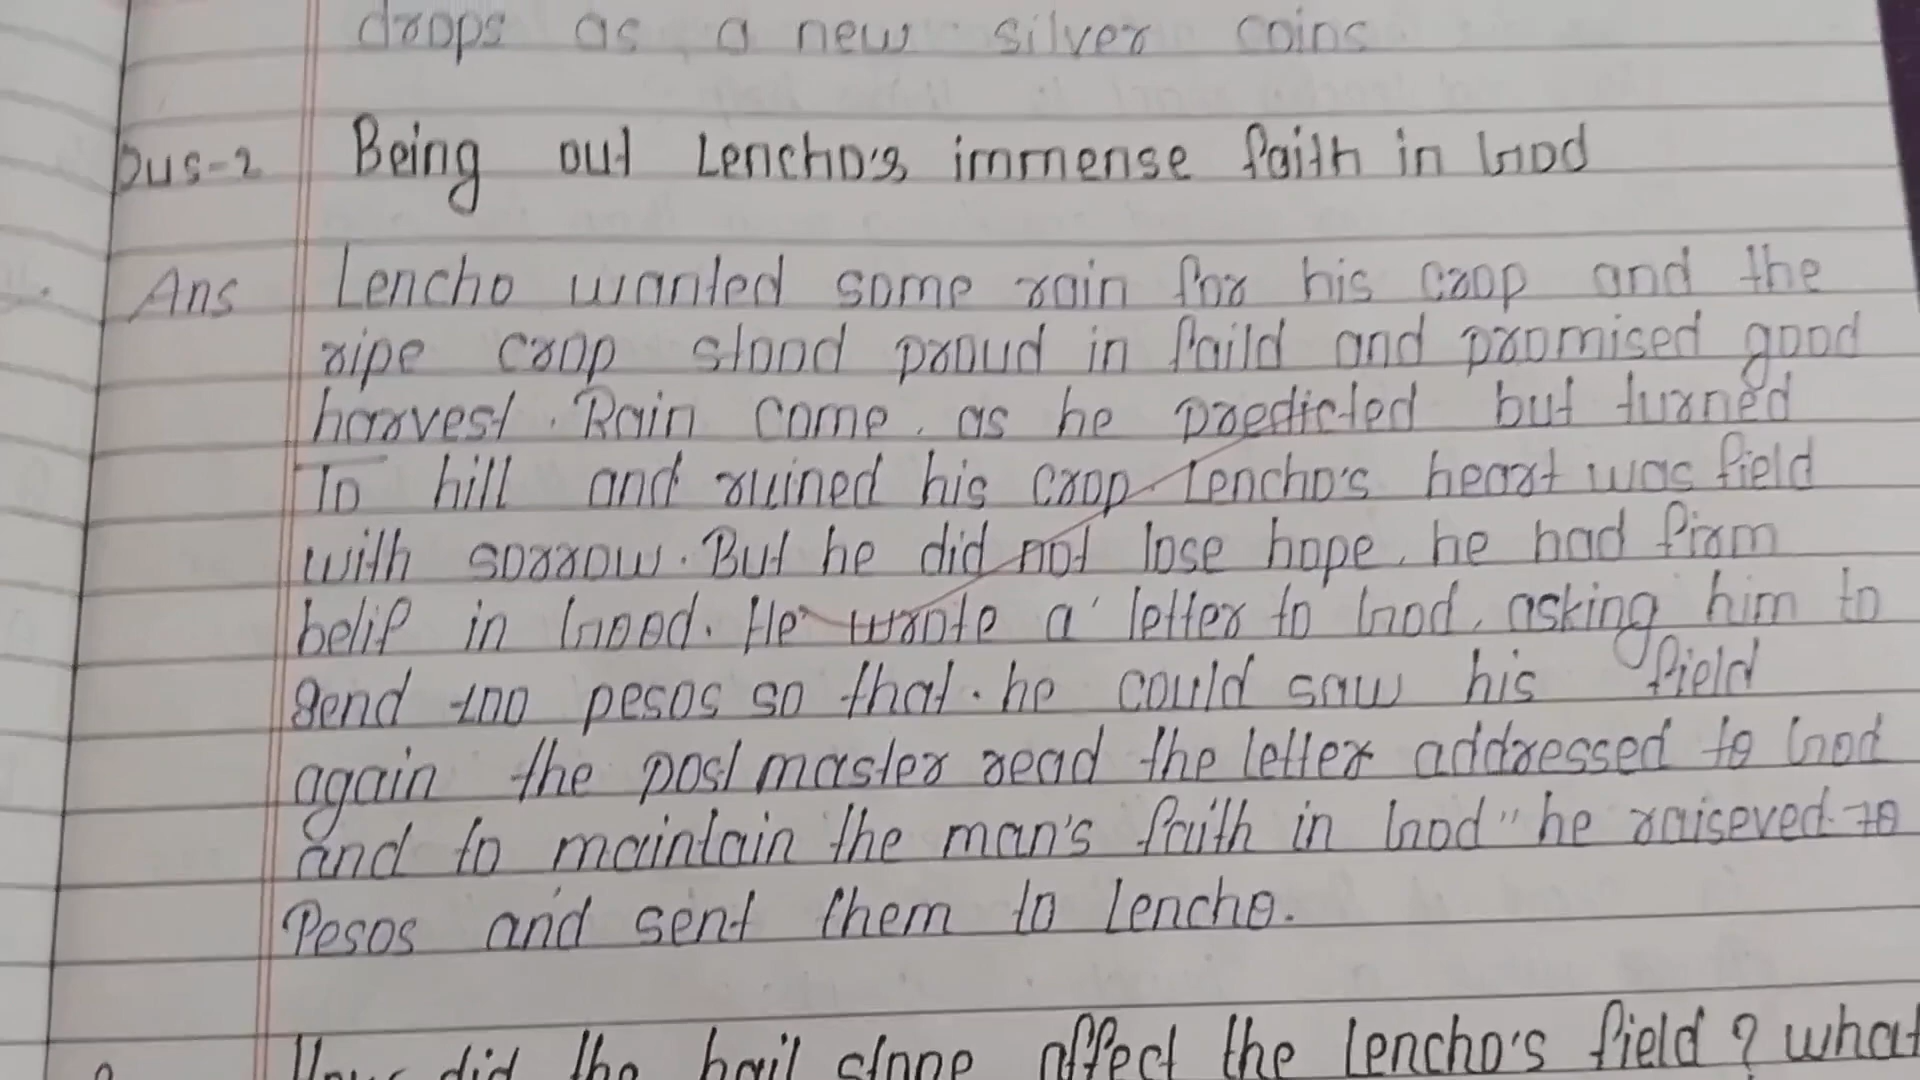 drops as a new silver coins
Qus-2 Being out Lencho's immense faith in God
Ans Lencho wanted some rain for his crop and the
ripe crop stood proud in faild and promised good
harvest. Rain come. as he predicted but turned
To hill and ruined his crop Lencho's heart was field
with sorrow. But he did not lose hope. he had firm
belif in Good. He wrote a letter to God. asking him to
send 100 pesos so that. he could saw his field
again the post master read the letter addressed to God
and to maintain the man's faith in God" he raiseved 70
Pesos and sent them to Lencho.
How did the hail stone affect the Lencho's field? what